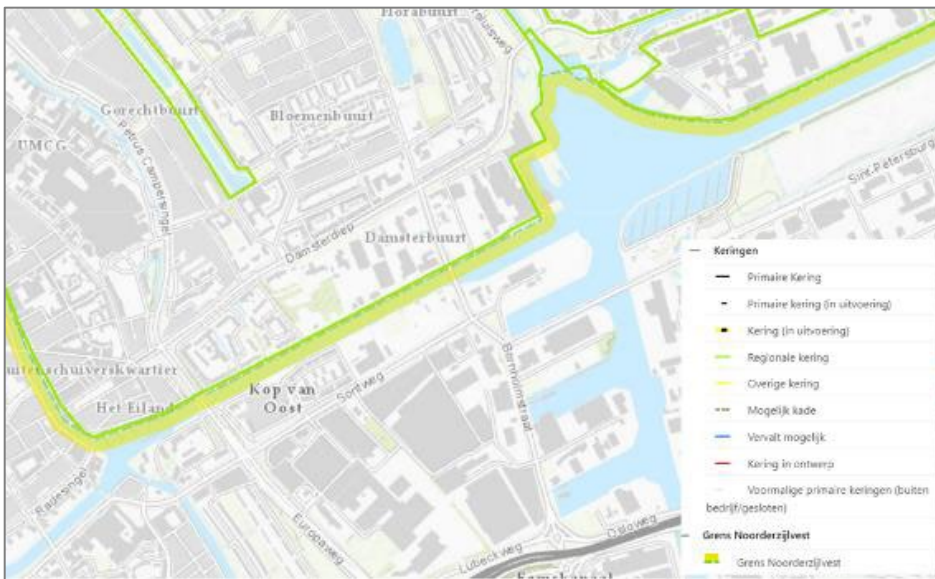 Florabuurt
Gorechtbuurt
Bloemenbuurt
UMCG
Petrus Campersingel
Sint-Petersburg
Damsterdiep
Damsterbuurt
Kop van
Oost
Het Eiland
Sontweg
Bornholmstraat
Radesingel
Europaweg
Lübeckweg
Osloweg
Eemskanaal
Keringen
Primaire Kering
Primaire kering (in uitvoering)
Kering (in uitvoering)
Regionale kering
Overige kering
Mogelijk kade
Vervalt mogelijk
Kering in ontwerp
Voormalige primaire keringen (buiten
bedrijf/gesloten)
Grens Noorderzijlvest
Grens Noorderzijlvest